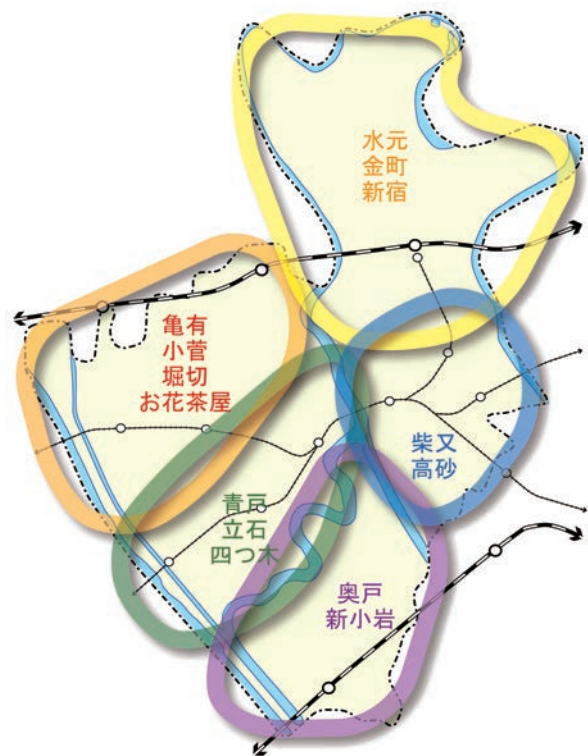 水元
金町
新宿
亀有
小菅
堀切
お花茶屋
柴又
高砂
青戸
立石
四つ木
奥戸
新小岩